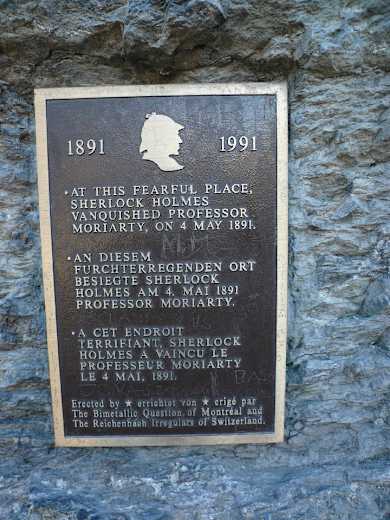 1891 1991
• AT THIS FEARFUL PLACE,
SHERLOCK HOLMES
VANQUISHED PROFESSOR
MORIARTY, ON 4 MAY 1891.
• AN DIESEM
FURCHTERREGENDEN ORT
BESIEGTE SHERLOCK
HOLMES AM 4. MAI 1891
PROFESSOR MORIARTY.
• A CET ENDROIT
TERRIFIANT, SHERLOCK
HOLMES A VAINCU LE
PROFESSEUR MORIARTY
LE 4 MAI, 1891.
Erected by ★ errichtet von ★ erigé par
The Bimetallic Question of Montréal and
The Reichenbach Irregulars of Switzerland.